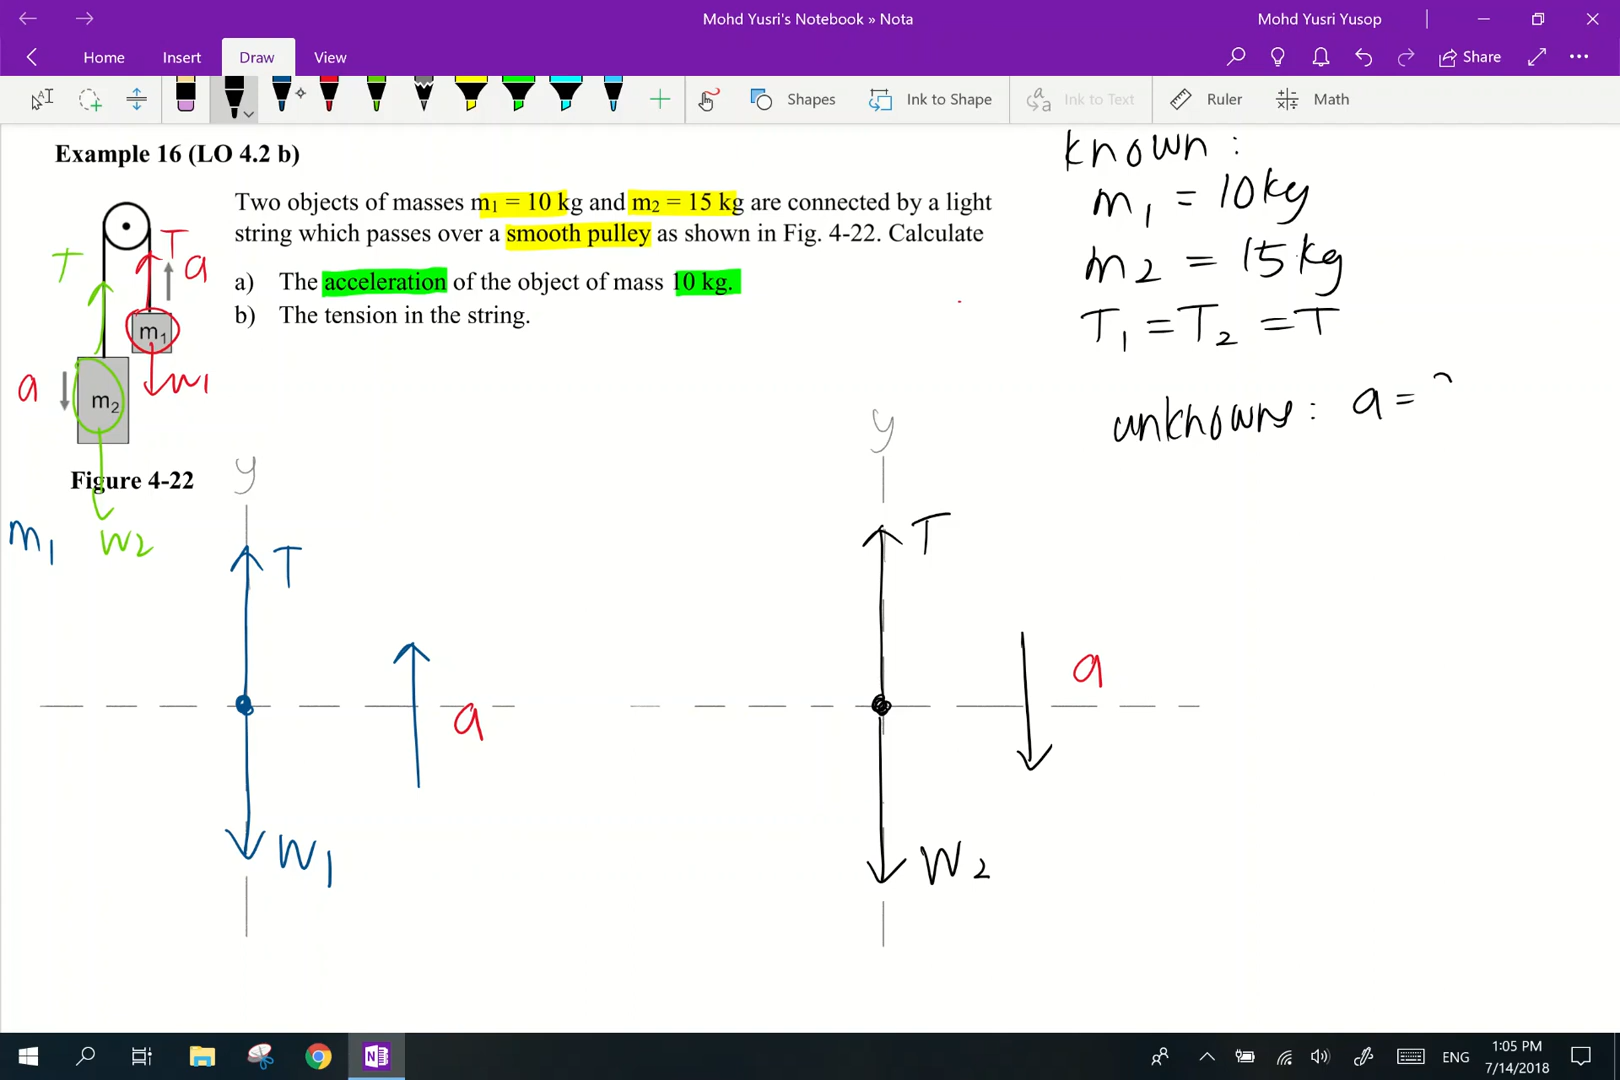 Mohd Yusri's Notebook » Nota
Mohd Yusri Yusop
Home Insert Draw View
Share
Shapes Ink to Shape Ink to Text Ruler Math
Example 16 (LO 4.2 b)
Two objects of masses m₁ = 10 kg and m₂ = 15 kg are connected by a light
string which passes over a smooth pulley as shown in Fig. 4-22. Calculate
a) The acceleration of the object of mass 10 kg.
b) The tension in the string.
T
T
a
m₁
W₁
a
m₂
Figure 4-22
W₂
known :
m₁ = 10kg
m₂ = 15kg
T₁ = T₂ = T
unknowns : a = ?
m₁
y
T
a
W₁
y
T
a
W₂
ENG
1:05 PM
7/14/2018